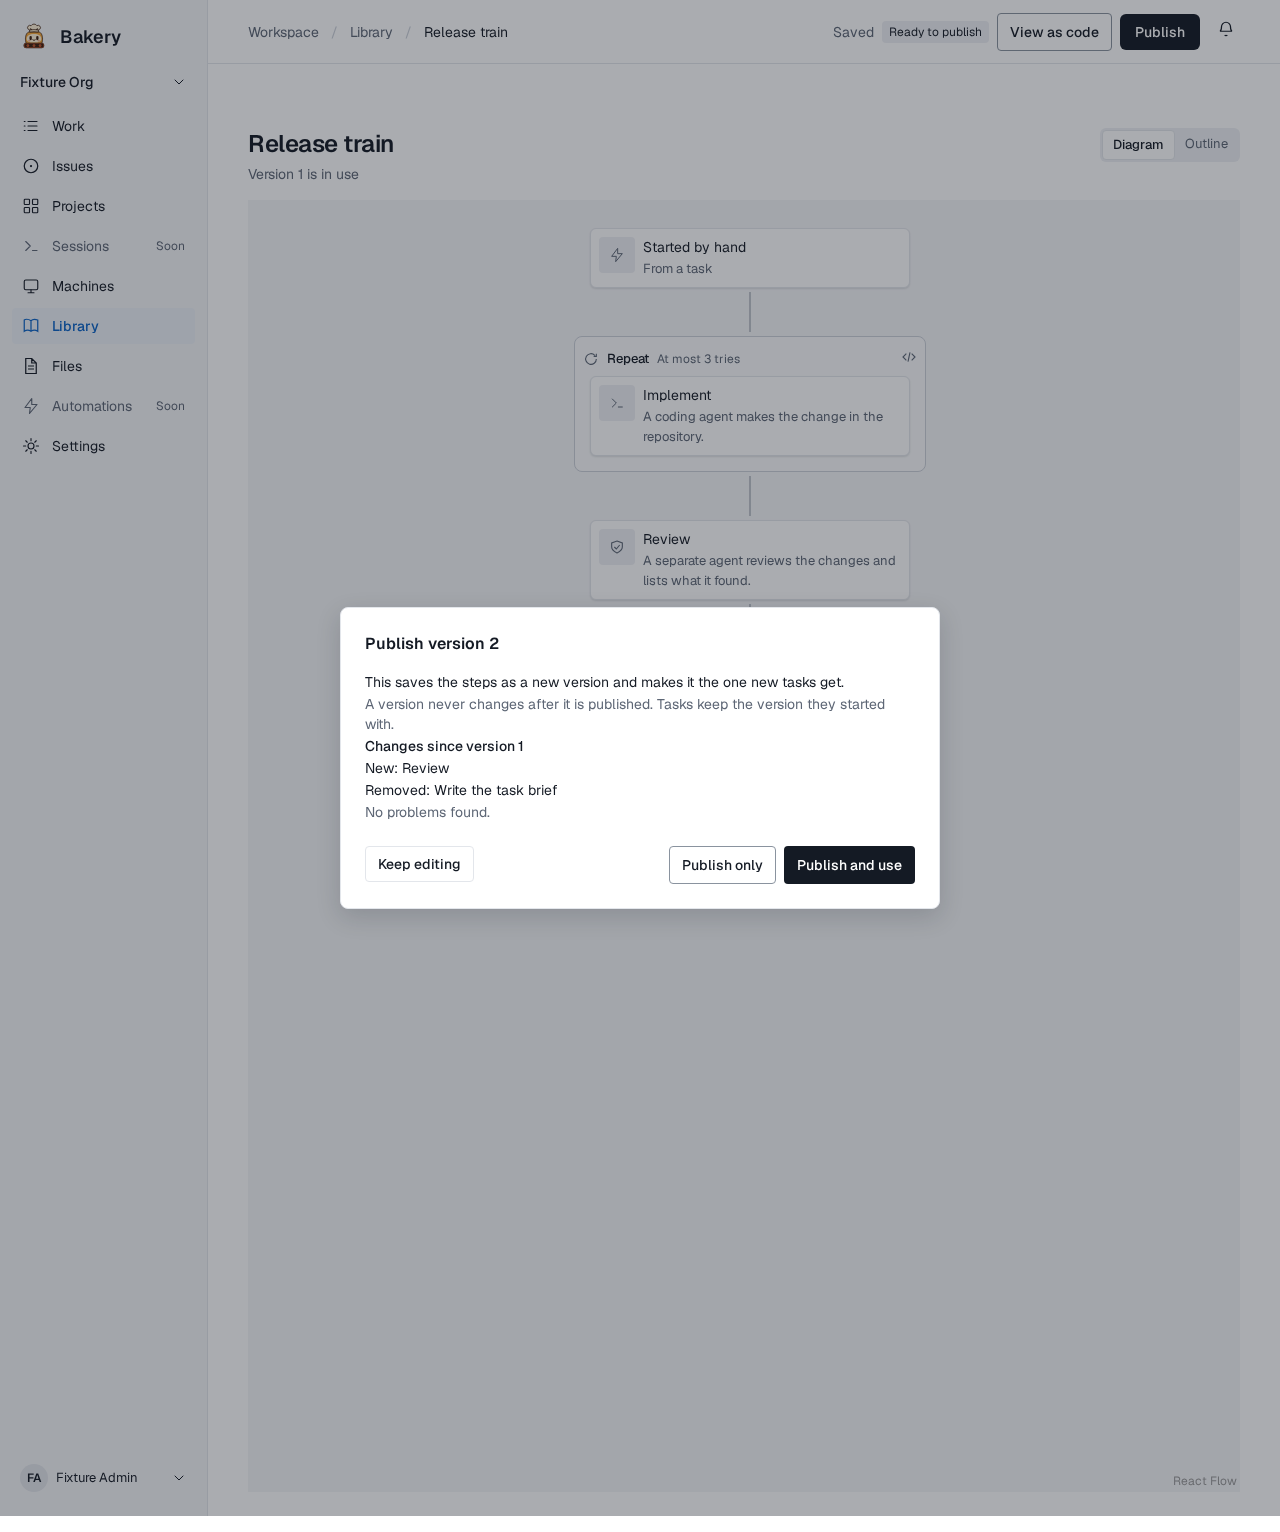 Bakery
Fixture Org
Work
Issues
Projects
Sessions Soon
Machines
Library
Files
Automations Soon
Settings
FA Fixture Admin
Workspace / Library / Release train
Saved Ready to publish View as code Publish
Release train
Version 1 is in use
Diagram Outline
Started by hand
From a task
Repeat At most 3 tries
Implement
A coding agent makes the change in the
repository.
Review
A separate agent reviews the changes and
lists what it found.
Publish version 2
This saves the steps as a new version and makes it the one new tasks get.
A version never changes after it is published. Tasks keep the version they started
with.
Changes since version 1
New: Review
Removed: Write the task brief
No problems found.
Keep editing Publish only Publish and use
React Flow